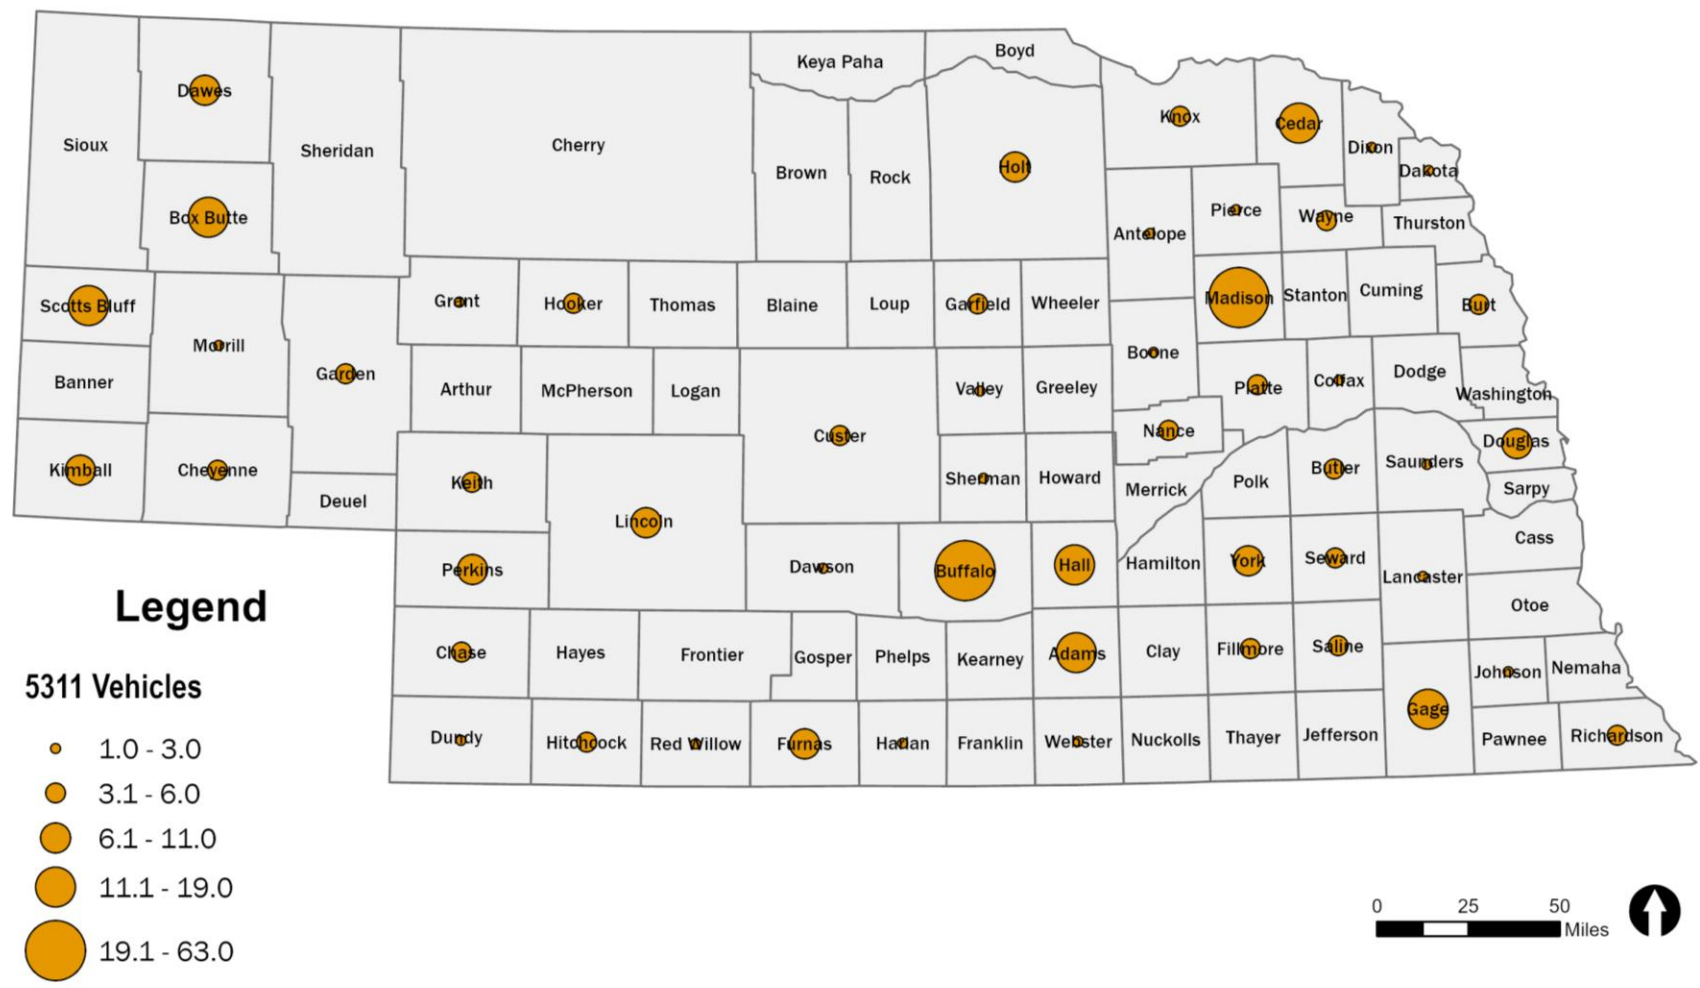 Keya Paha
Boyd
Dawes
Knox
Cedar
Sioux
Sheridan
Cherry
Brown
Rock
Holt
Dixon
Dakota
Box Butte
Antelope
Pierce
Wayne
Thurston
Scotts Bluff
Grant
Hooker
Thomas
Blaine
Loup
Garfield
Wheeler
Madison
Stanton
Cuming
Burt
Morrill
Boone
Banner
Garden
Arthur
McPherson
Logan
Valley
Greeley
Platte
Colfax
Dodge
Washington
Custer
Nance
Douglas
Kimball
Cheyenne
Deuel
Keith
Lincoln
Sherman
Howard
Merrick
Polk
Butler
Saunders
Sarpy
Perkins
Dawson
Buffalo
Hall
Hamilton
York
Seward
Lancaster
Cass
Otoe
Chase
Hayes
Frontier
Gosper
Phelps
Kearney
Adams
Clay
Fillmore
Saline
Gage
Johnson
Nemaha
Dundy
Hitchcock
Red Willow
Furnas
Harlan
Franklin
Webster
Nuckolls
Thayer
Jefferson
Pawnee
Richardson
Legend
5311 Vehicles
1.0 - 3.0
3.1 - 6.0
6.1 - 11.0
11.1 - 19.0
19.1 - 63.0
0 25 50
Miles